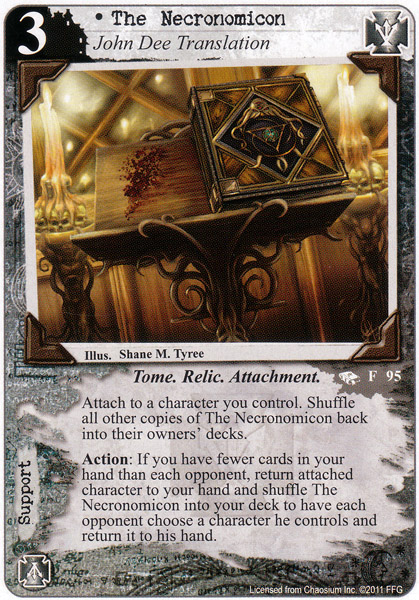 3
• The Necronomicon
John Dee Translation
Illus. Shane M. Tyree
Tome. Relic. Attachment.
F 95
Attach to a character you control. Shuffle
all other copies of The Necronomicon back
into their owners' decks.
Action: If you have fewer cards in your
hand than each opponent, return attached
character to your hand and shuffle The
Necronomicon into your deck to have each
opponent choose a character he controls and
return it to his hand.
Support
Licensed from Chaosium Inc. ©2011 FFG